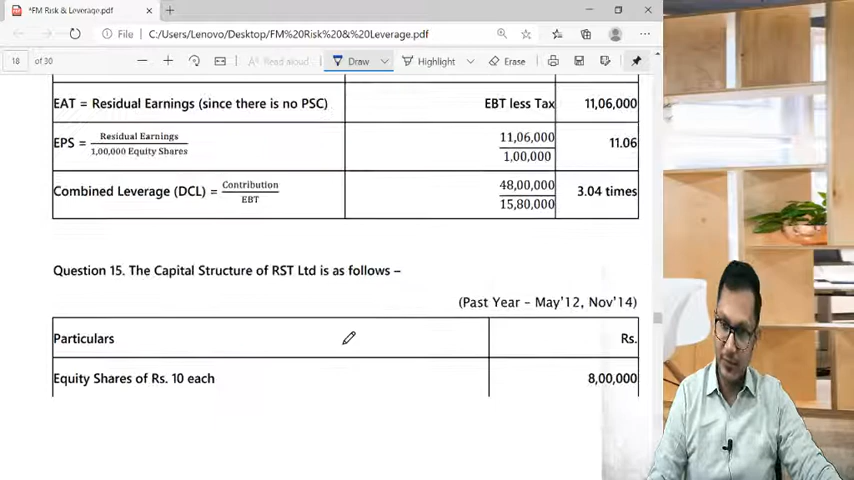 *FM Risk & Leverage.pdf
File
C:/Users/Lenovo/Desktop/FM%20Risk%20&%20Leverage.pdf
18 of 30
Read aloud
Draw
Highlight
Erase
EAT = Residual Earnings (since there is no PSC) EBT less Tax 11,06,000
EPS = Residual Earnings / 1,00,000 Equity Shares 11,06,000 / 1,00,000 11.06
Combined Leverage (DCL) = Contribution / EBT 48,00,000 / 15,80,000 3.04 times
Question 15. The Capital Structure of RST Ltd is as follows –
(Past Year – May'12, Nov'14)
Particulars Rs.
Equity Shares of Rs. 10 each 8,00,000